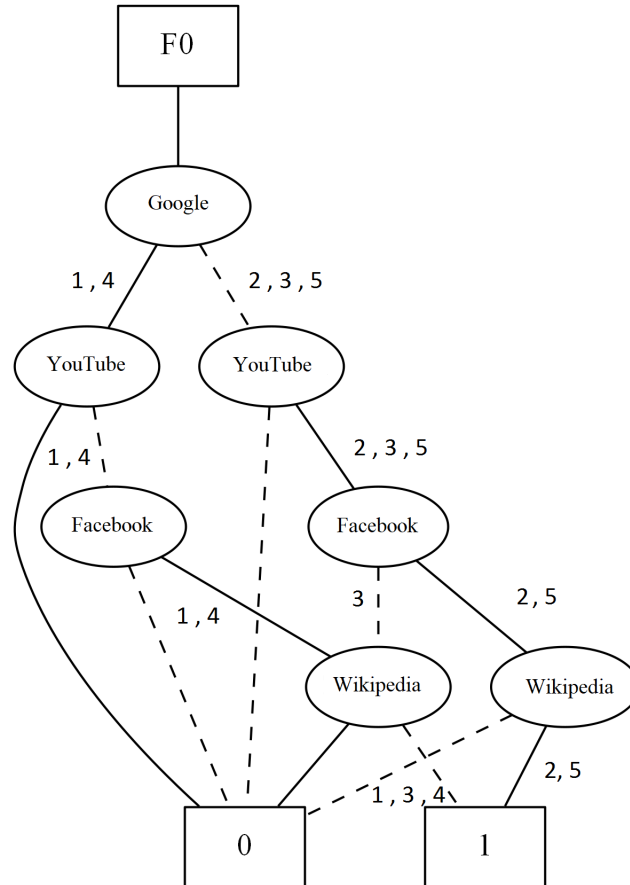 F0
Google
1,4
2,3,5
YouTube
YouTube
1,4
2,3,5
Facebook
Facebook
1,4
3
2,5
Wikipedia
Wikipedia
1,3,4
2,5
0
1